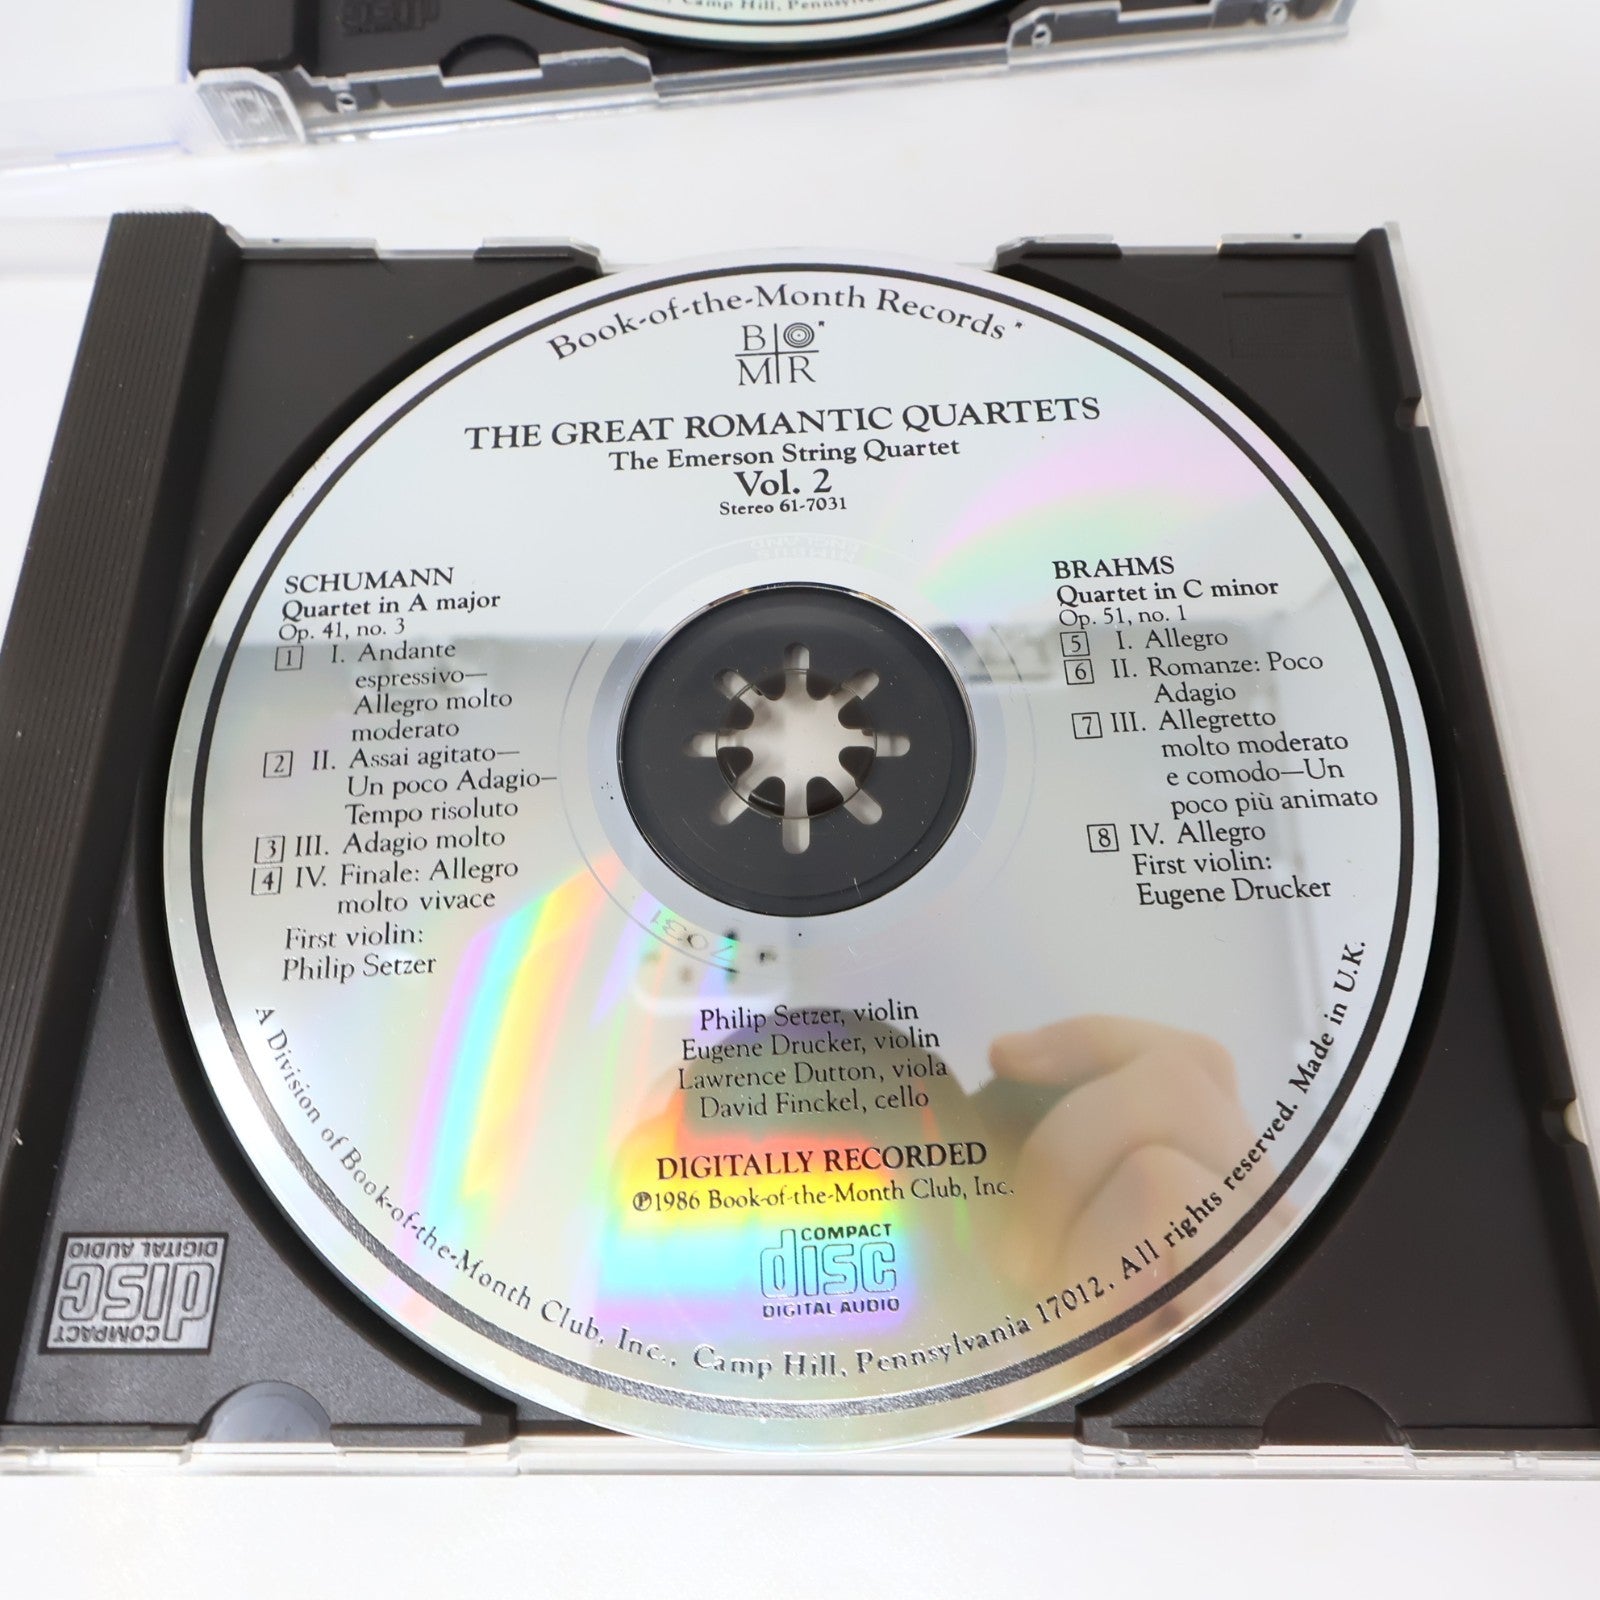 Camp Hill, Pennsylvania
Book-of-the-Month Records*
BO*
MR
THE GREAT ROMANTIC QUARTETS
The Emerson String Quartet
Vol. 2
Stereo 61-7031
SCHUMANN
Quartet in A major
Op. 41, no. 3
1 I. Andante
espressivo—
Allegro molto
moderato
2 II. Assai agitato—
Un poco Adagio—
Tempo risoluto
3 III. Adagio molto
4 IV. Finale: Allegro
molto vivace
First violin:
Philip Setzer
BRAHMS
Quartet in C minor
Op. 51, no. 1
5 I. Allegro
6 II. Romanze: Poco
Adagio
7 III. Allegretto
molto moderato
e comodo—Un
poco più animato
8 IV. Allegro
First violin:
Eugene Drucker
7031
Philip Setzer, violin
Eugene Drucker, violin
Lawrence Dutton, viola
David Finckel, cello
DIGITALLY RECORDED
℗1986 Book-of-the-Month Club, Inc.
COMPACT
disc
DIGITAL AUDIO
A Division of Book-of-the-Month Club, Inc., Camp Hill, Pennsylvania 17012. All rights reserved. Made in U.K.
COMPACT
disc
DIGITAL AUDIO